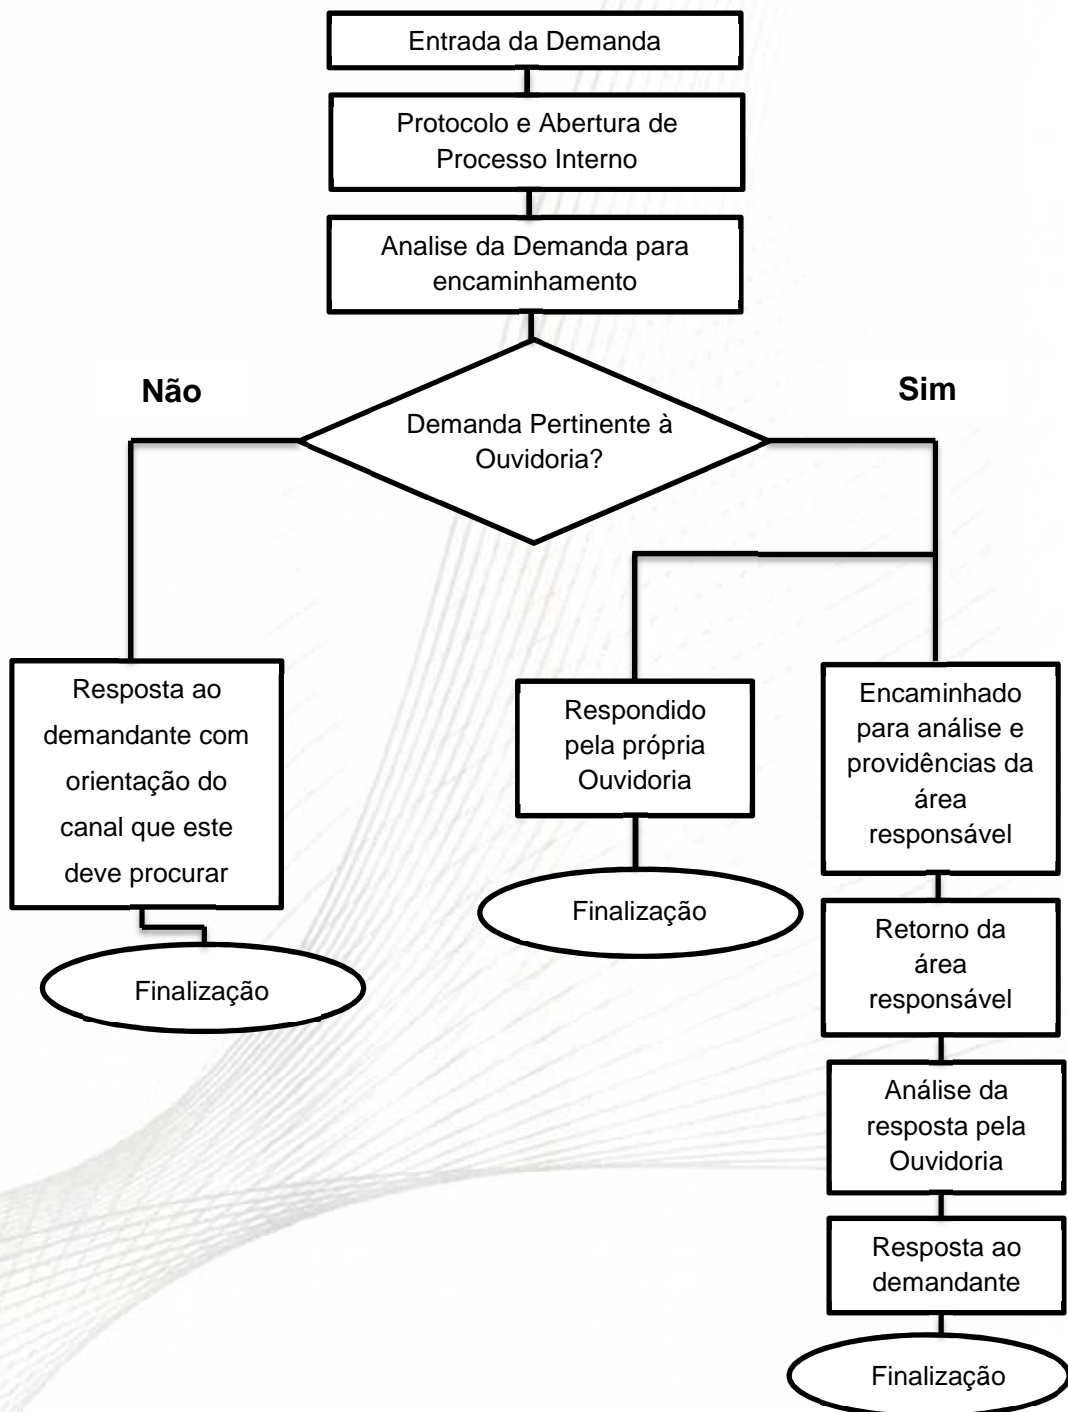 Entrada da Demanda
Protocolo e Abertura de
Processo Interno
Analise da Demanda para
encaminhamento
Não
Sim
Demanda Pertinente à
Ouvidoria?
Resposta ao
demandante com
orientação do
canal que este
deve procurar
Finalização
Respondido
pela própria
Ouvidoria
Finalização
Encaminhado
para análise e
providências da
área
responsável
Retorno da
área
responsável
Análise da
resposta pela
Ouvidoria
Resposta ao
demandante
Finalização